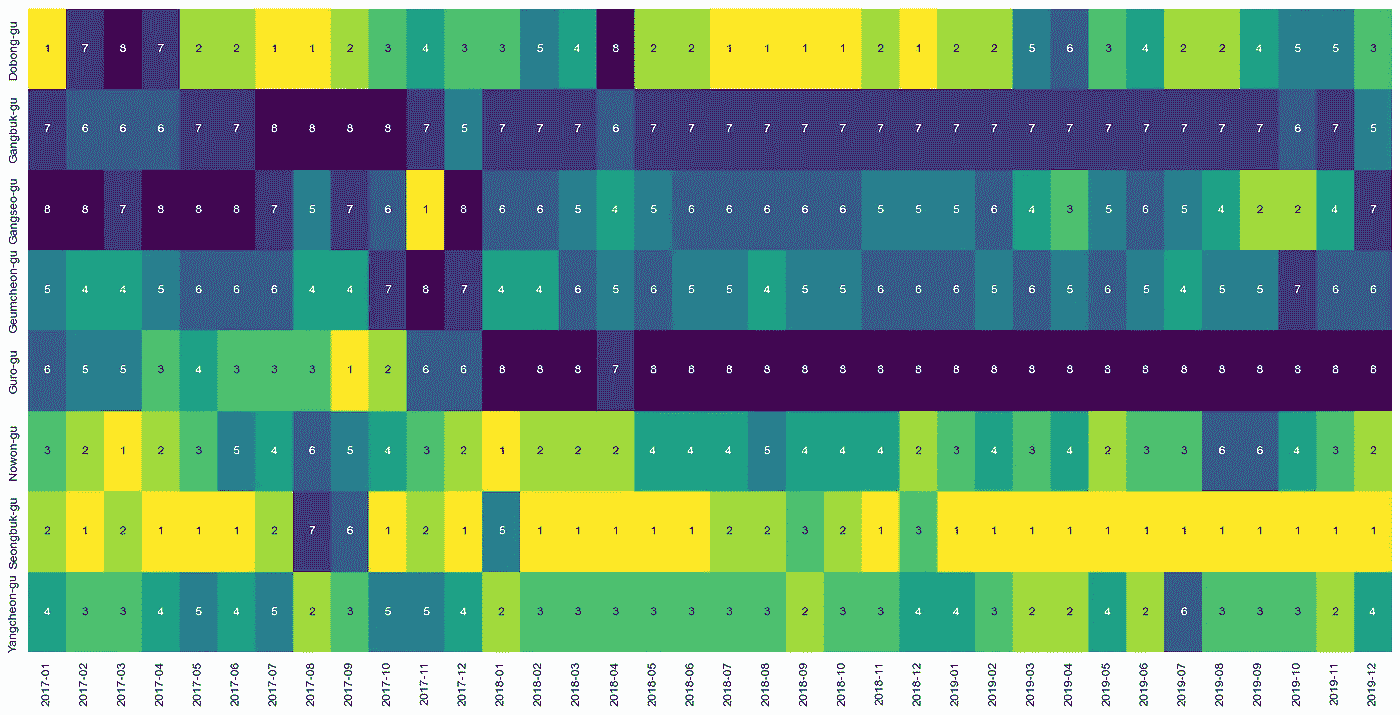 Dobong-gu 1 7 8 7 2 2 1 1 2 3 4 3 3 5 4 8 2 2 1 1 1 1 2 1 2 2 5 6 3 4 2 2 4 5 5 3
Gangbuk-gu 7 6 6 6 7 7 8 8 8 8 7 5 7 7 7 6 7 7 7 7 7 7 7 7 7 7 7 7 7 7 7 7 7 6 7 5
Gangseo-gu 8 8 7 8 8 8 7 5 7 6 1 8 6 6 5 4 5 6 6 6 6 6 5 5 5 6 4 3 5 6 5 4 2 2 4 7
Geumcheon-gu 5 4 4 5 6 6 6 4 4 7 8 7 4 4 6 5 6 5 5 4 5 5 6 6 6 5 6 5 6 5 4 5 5 7 6 6
Guro-gu 6 5 5 3 4 3 3 3 1 2 6 6 8 8 8 7 8 8 8 8 8 8 8 8 8 8 8 8 8 8 8 8 8 8 8 8
Nowon-gu 3 2 1 2 3 5 4 6 5 4 3 2 1 2 2 2 4 4 4 5 4 4 4 2 3 4 3 4 2 3 3 6 6 4 3 2
Seongbuk-gu 2 1 2 1 1 1 2 7 6 1 2 1 5 1 1 1 1 1 2 2 3 2 1 3 1 1 1 1 1 1 1 1 1 1 1 1
Yangcheon-gu 4 3 3 4 5 4 5 2 3 5 5 4 2 3 3 3 3 3 3 3 2 3 3 4 4 3 2 2 4 2 6 3 3 3 2 4
2017-01 2017-02 2017-03 2017-04 2017-05 2017-06 2017-07 2017-08 2017-09 2017-10 2017-11 2017-12 2018-01 2018-02 2018-03 2018-04 2018-05 2018-06 2018-07 2018-08 2018-09 2018-10 2018-11 2018-12 2019-01 2019-02 2019-03 2019-04 2019-05 2019-06 2019-07 2019-08 2019-09 2019-10 2019-11 2019-12